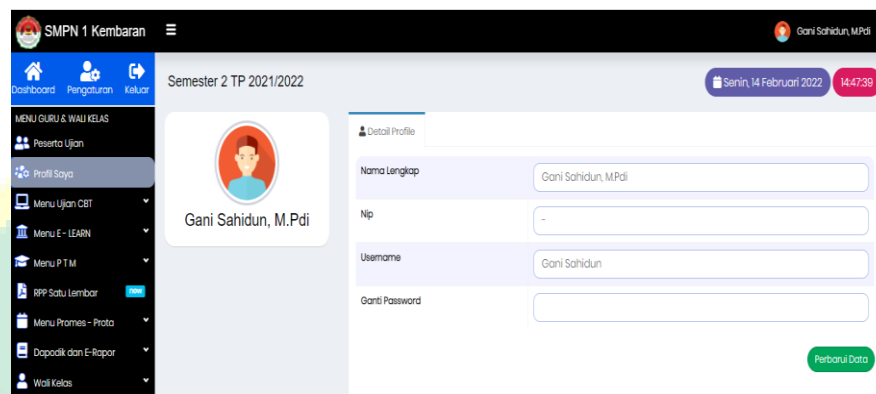 SMPN 1 Kembaran
Gani Sahidun, M.Pdi
Dashboard Pengaturan Keluar
Semester 2 TP 2021/2022
Senin, 14 Februari 2022 14:47:39
MENU GURU & WALI KELAS
Peserta Ujian
Profil Saya
Menu Ujian CBT
Menu E - LEARN
Menu P T M
RPP Satu Lembar now
Menu Promes - Prota
Dapodik dan E-Rapor
Wali Kelas
Gani Sahidun, M.Pdi
Detail Profile
Nama Lengkap Gani Sahidun, M.Pdi
Nip -
Username Gani Sahidun
Ganti Password
Perbarui Data